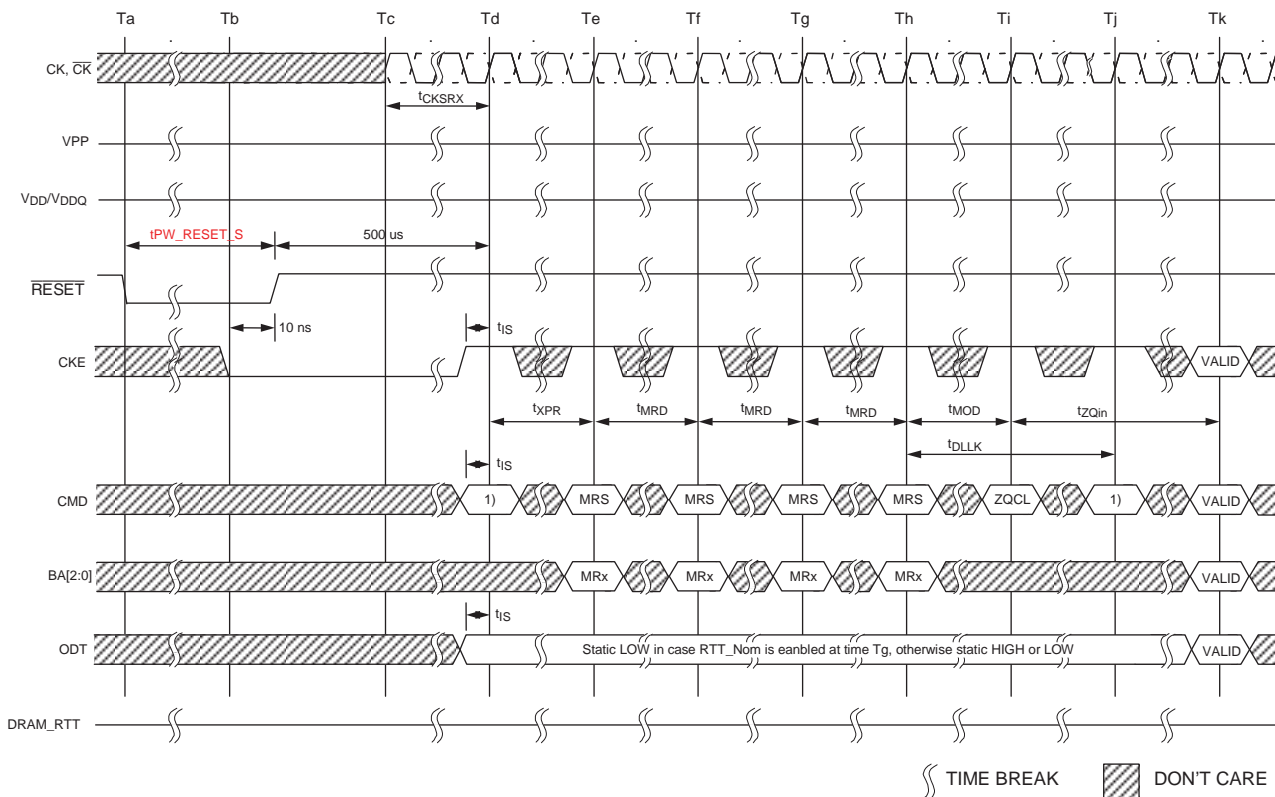 Ta Tb Tc Td Te Tf Tg Th Ti Tj Tk
CK, CK
tCKSRX
VPP
VDD/VDDQ
tPW_RESET_S 500 us
RESET
10 ns tIS
CKE VALID
tXPR tMRD tMRD tMRD tMOD tZQin
tDLLK
tIS
CMD 1) MRS MRS MRS MRS ZQCL 1) VALID
BA[2:0] MRx MRx MRx MRx VALID
tIS
ODT Static LOW in case RTT_Nom is eanbled at time Tg, otherwise static HIGH or LOW VALID
DRAM_RTT
TIME BREAK DON'T CARE